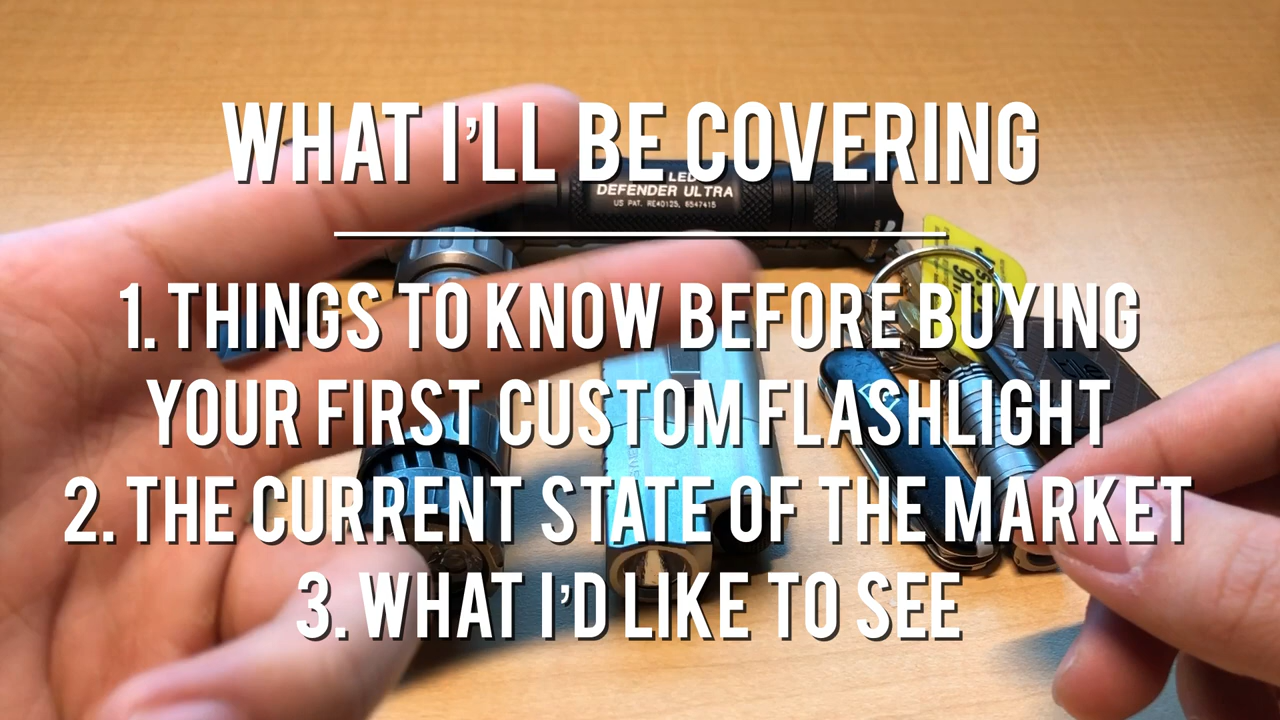 WHAT I'LL BE COVERING
LED
DEFENDER ULTRA
US PAT. RE40125, 6547415
1. THINGS TO KNOW BEFORE BUYING
YOUR FIRST CUSTOM FLASHLIGHT
2. THE CURRENT STATE OF THE MARKET
3. WHAT I'D LIKE TO SEE